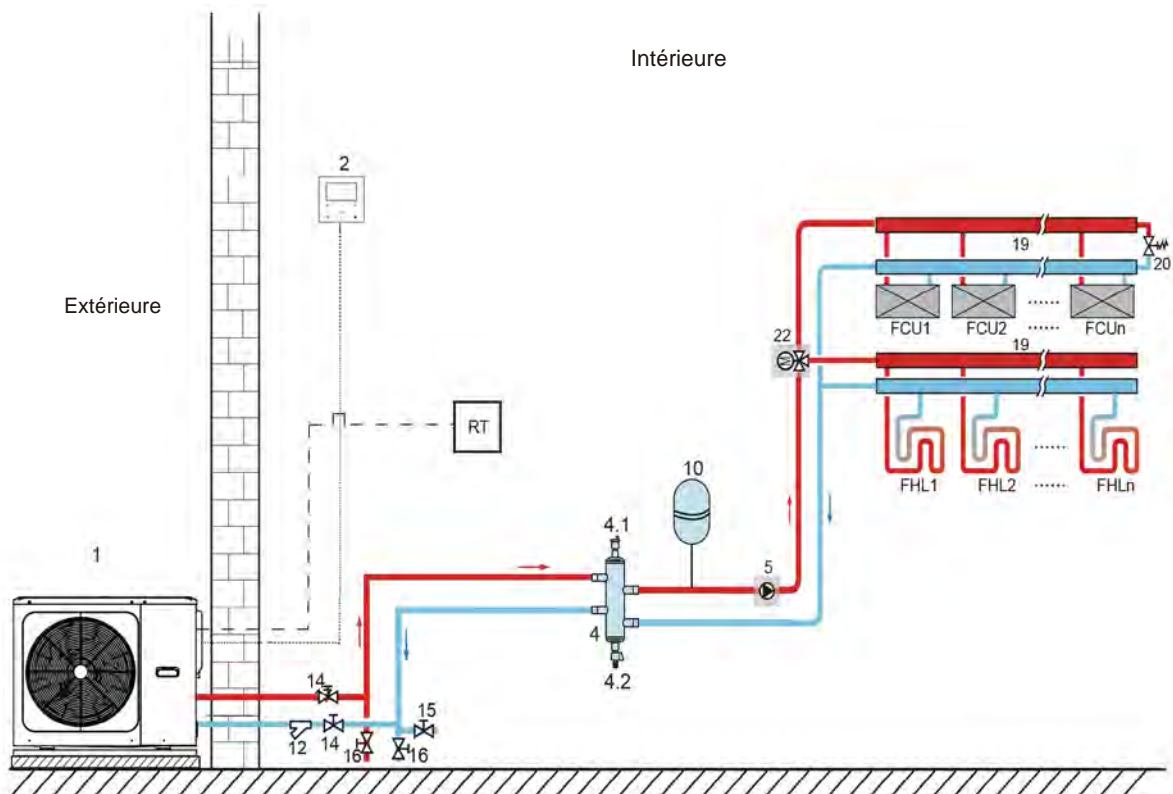 Intérieure
2
19
20
Extérieure
FCU1 FCU2 ...... FCUn
......
22
19
M
RT
10
FHL1 FHL2 ...... FHLn
4.1
1
5
4
14
4.2
15
12 14 16 16